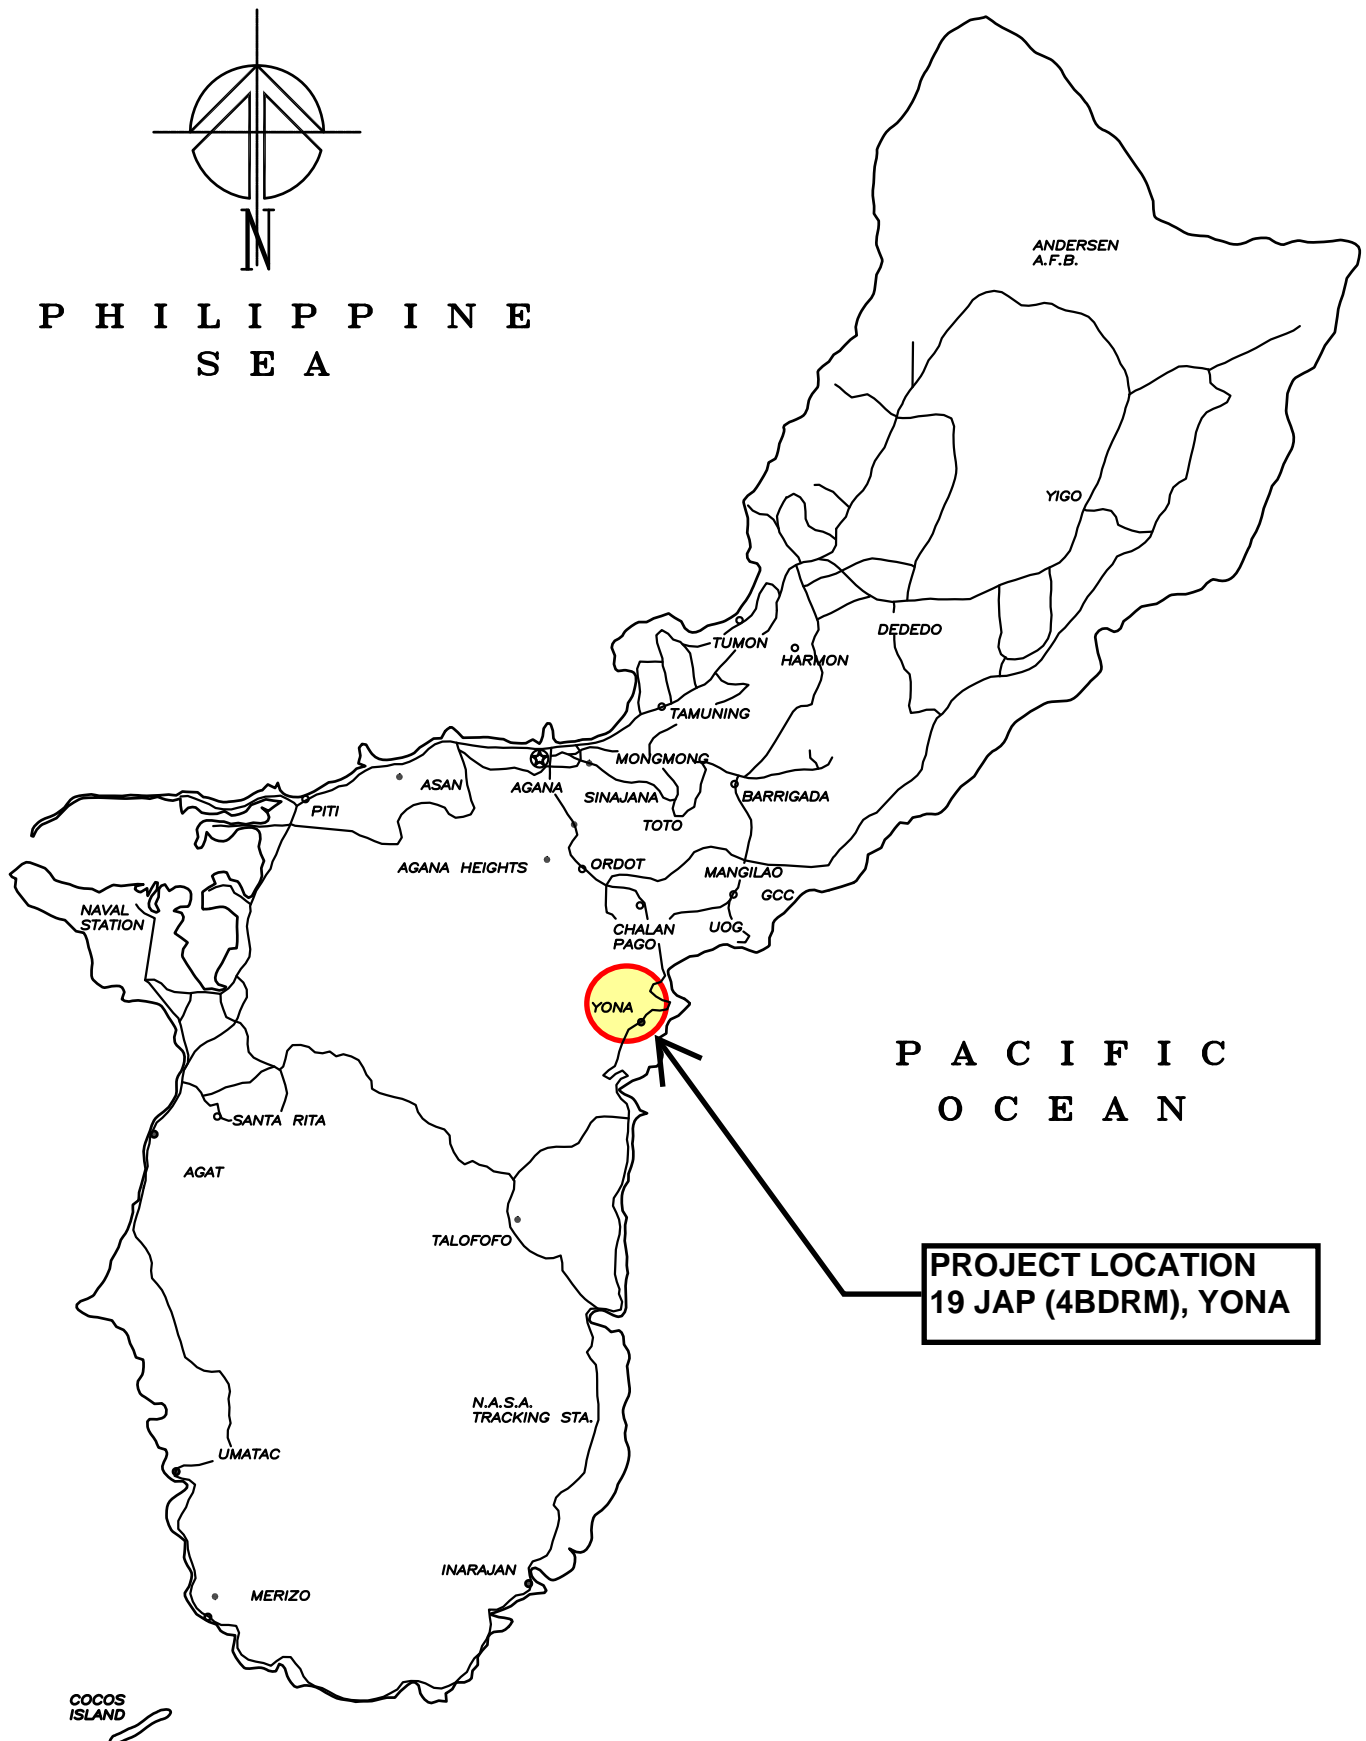 N
PHILIPPINE
SEA
ANDERSEN
A.F.B.
YIGO
DEDEDO
TUMON
HARMON
TAMUNING
MONGMONG
ASAN
AGANA
SINAJANA
BARRIGADA
PITI
TOTO
AGANA HEIGHTS
ORDOT
MANGILAO
GCC
NAVAL
STATION
CHALAN
PAGO
UOG
YONA
PACIFIC
OCEAN
SANTA RITA
AGAT
TALOFOFO
PROJECT LOCATION
19 JAP (4BDRM), YONA
N.A.S.A.
TRACKING STA.
UMATAC
INARAJAN
MERIZO
COCOS
ISLAND